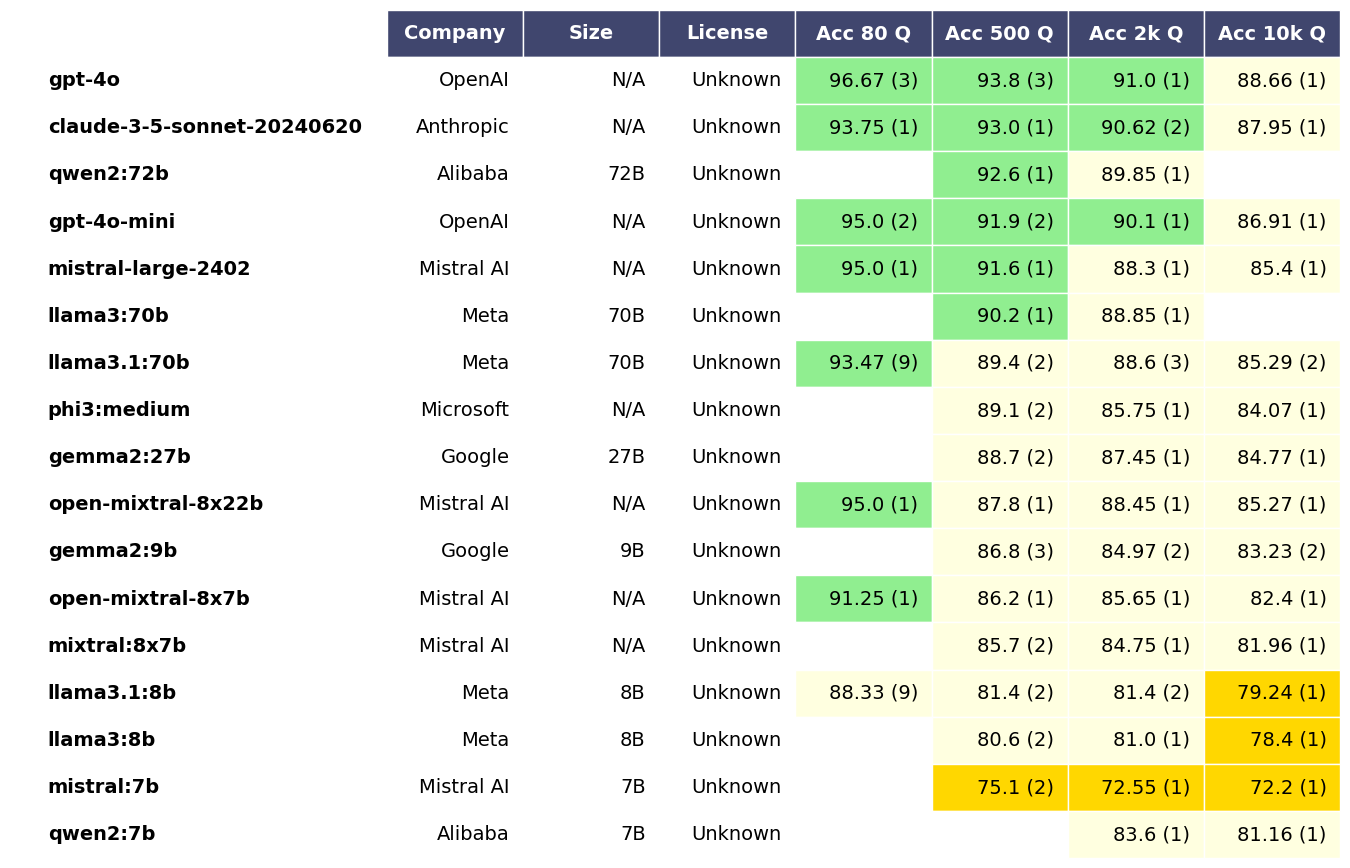 Company Size License Acc 80 Q Acc 500 Q Acc 2k Q Acc 10k Q
gpt-4o OpenAI N/A Unknown 96.67 (3) 93.8 (3) 91.0 (1) 88.66 (1)
claude-3-5-sonnet-20240620 Anthropic N/A Unknown 93.75 (1) 93.0 (1) 90.62 (2) 87.95 (1)
qwen2:72b Alibaba 72B Unknown 92.6 (1) 89.85 (1)
gpt-4o-mini OpenAI N/A Unknown 95.0 (2) 91.9 (2) 90.1 (1) 86.91 (1)
mistral-large-2402 Mistral AI N/A Unknown 95.0 (1) 91.6 (1) 88.3 (1) 85.4 (1)
llama3:70b Meta 70B Unknown 90.2 (1) 88.85 (1)
llama3.1:70b Meta 70B Unknown 93.47 (9) 89.4 (2) 88.6 (3) 85.29 (2)
phi3:medium Microsoft N/A Unknown 89.1 (2) 85.75 (1) 84.07 (1)
gemma2:27b Google 27B Unknown 88.7 (2) 87.45 (1) 84.77 (1)
open-mixtral-8x22b Mistral AI N/A Unknown 95.0 (1) 87.8 (1) 88.45 (1) 85.27 (1)
gemma2:9b Google 9B Unknown 86.8 (3) 84.97 (2) 83.23 (2)
open-mixtral-8x7b Mistral AI N/A Unknown 91.25 (1) 86.2 (1) 85.65 (1) 82.4 (1)
mixtral:8x7b Mistral AI N/A Unknown 85.7 (2) 84.75 (1) 81.96 (1)
llama3.1:8b Meta 8B Unknown 88.33 (9) 81.4 (2) 81.4 (2) 79.24 (1)
llama3:8b Meta 8B Unknown 80.6 (2) 81.0 (1) 78.4 (1)
mistral:7b Mistral AI 7B Unknown 75.1 (2) 72.55 (1) 72.2 (1)
qwen2:7b Alibaba 7B Unknown 83.6 (1) 81.16 (1)